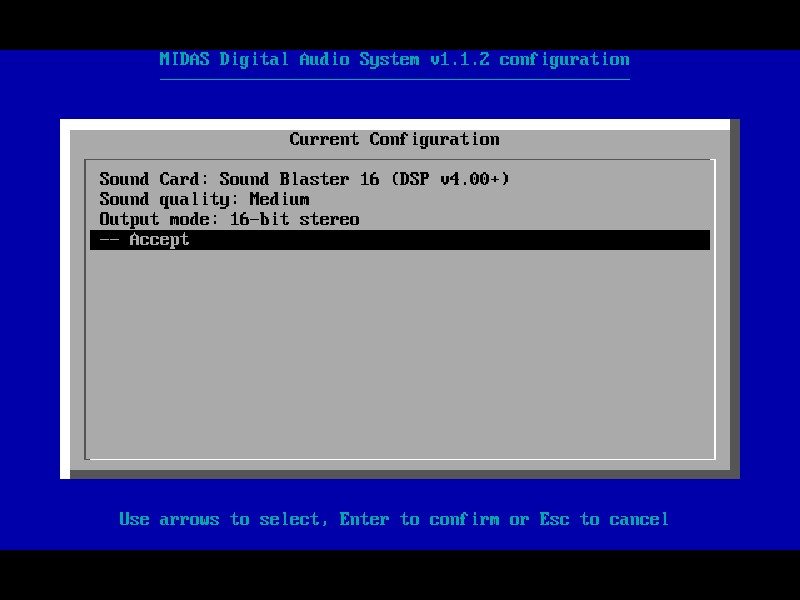 MIDAS Digital Audio System v1.1.2 configuration
Current Configuration
Sound Card: Sound Blaster 16 (DSP v4.00+)
Sound quality: Medium
Output mode: 16-bit stereo
-- Accept
Use arrows to select, Enter to confirm or Esc to cancel